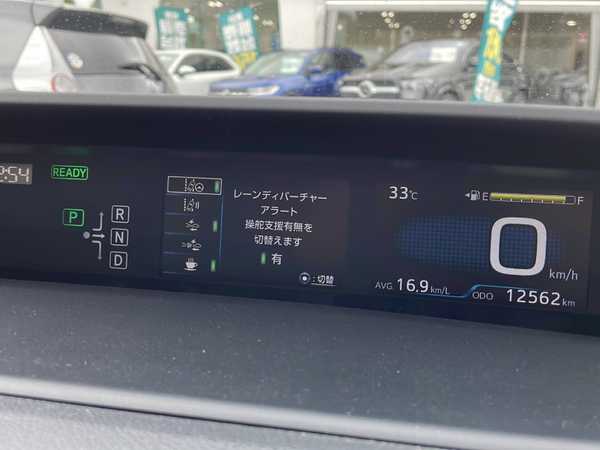 :54
READY
P
R
N
D
レーンディパーチャー
アラート
操舵支援有無を
切替えます
有
:切替
33℃
E
F
0
km/h
AVG. 16.9 km/L
ODO 12562 km